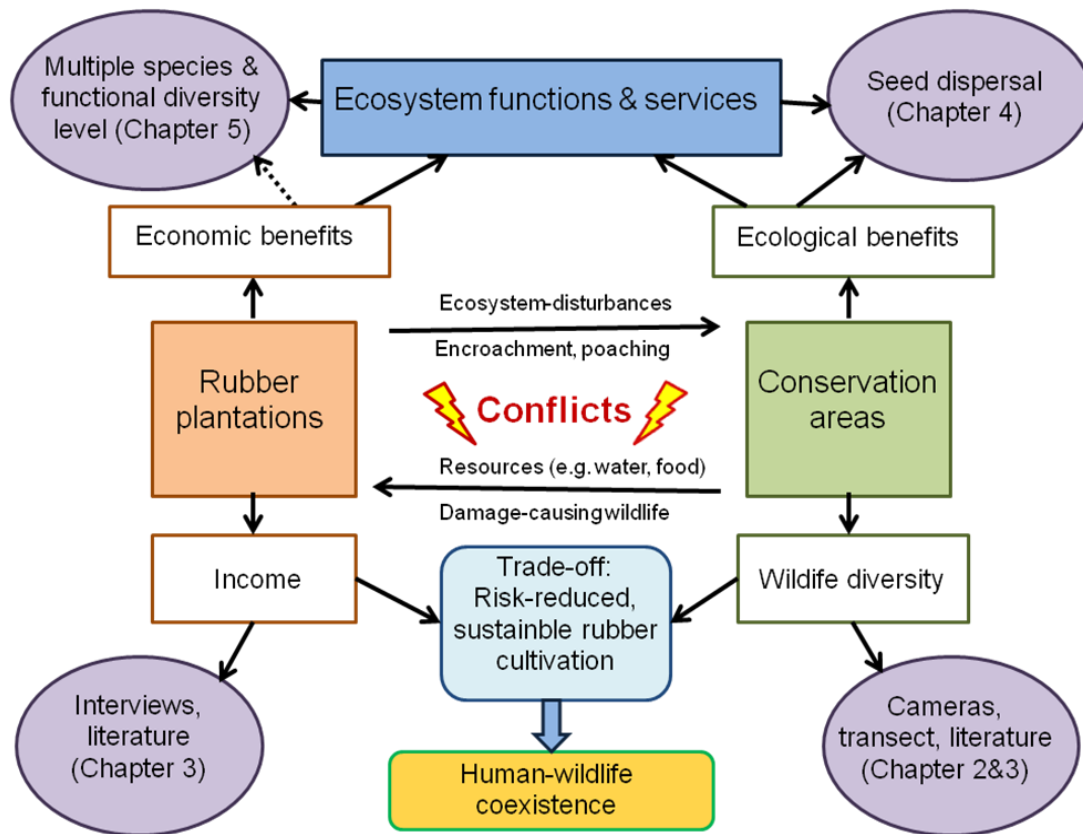 Multiple species &
functional diversity
level (Chapter 5)
Ecosystem functions & services
Seed dispersal
(Chapter 4)
Economic benefits
Ecological benefits
Ecosystem-disturbances
Encroachment, poaching
Rubber
plantations
Conflicts
Conservation
areas
Resources (e.g. water, food)
Damage-causingwildlife
Income
Trade-off:
Risk-reduced,
sustainble rubber
cultivation
Wildlife diversity
Interviews,
literature
(Chapter 3)
Cameras,
transect, literature
(Chapter 2&3)
Human-wildlife
coexistence